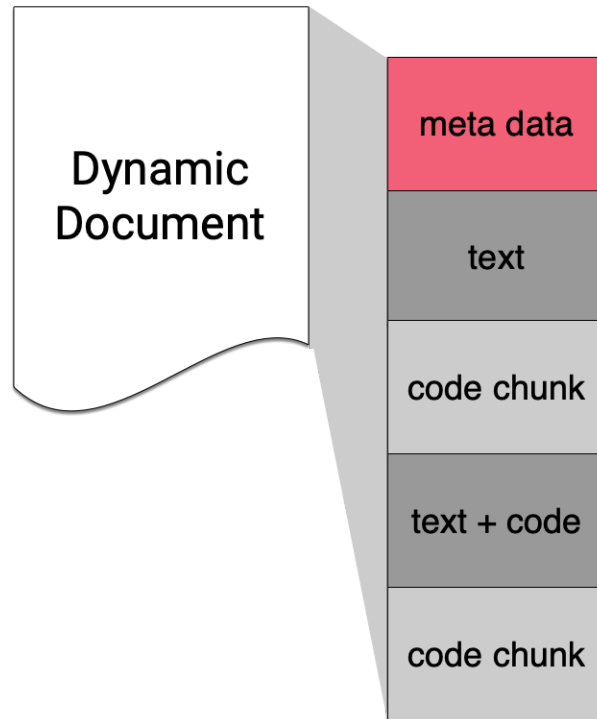 Dynamic
Document
meta data
text
code chunk
text + code
code chunk